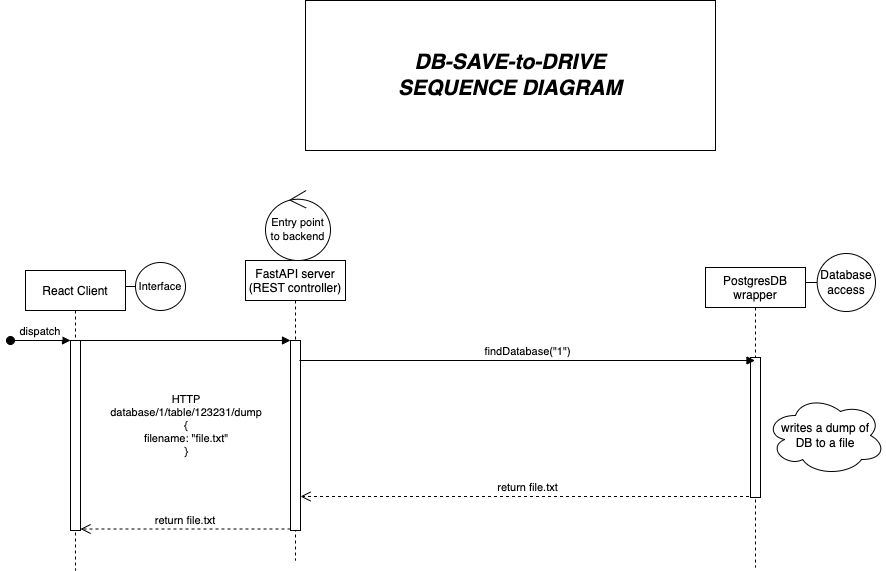 DB-SAVE-to-DRIVE
SEQUENCE DIAGRAM
Entry point
to backend
React Client
Interface
FastAPI server
(REST controller)
PostgresDB
wrapper
Database
access
dispatch
findDatabase("1")
HTTP
database/1/table/123231/dump
{
filename: "file.txt"
}
writes a dump of
DB to a file
return file.txt
return file.txt